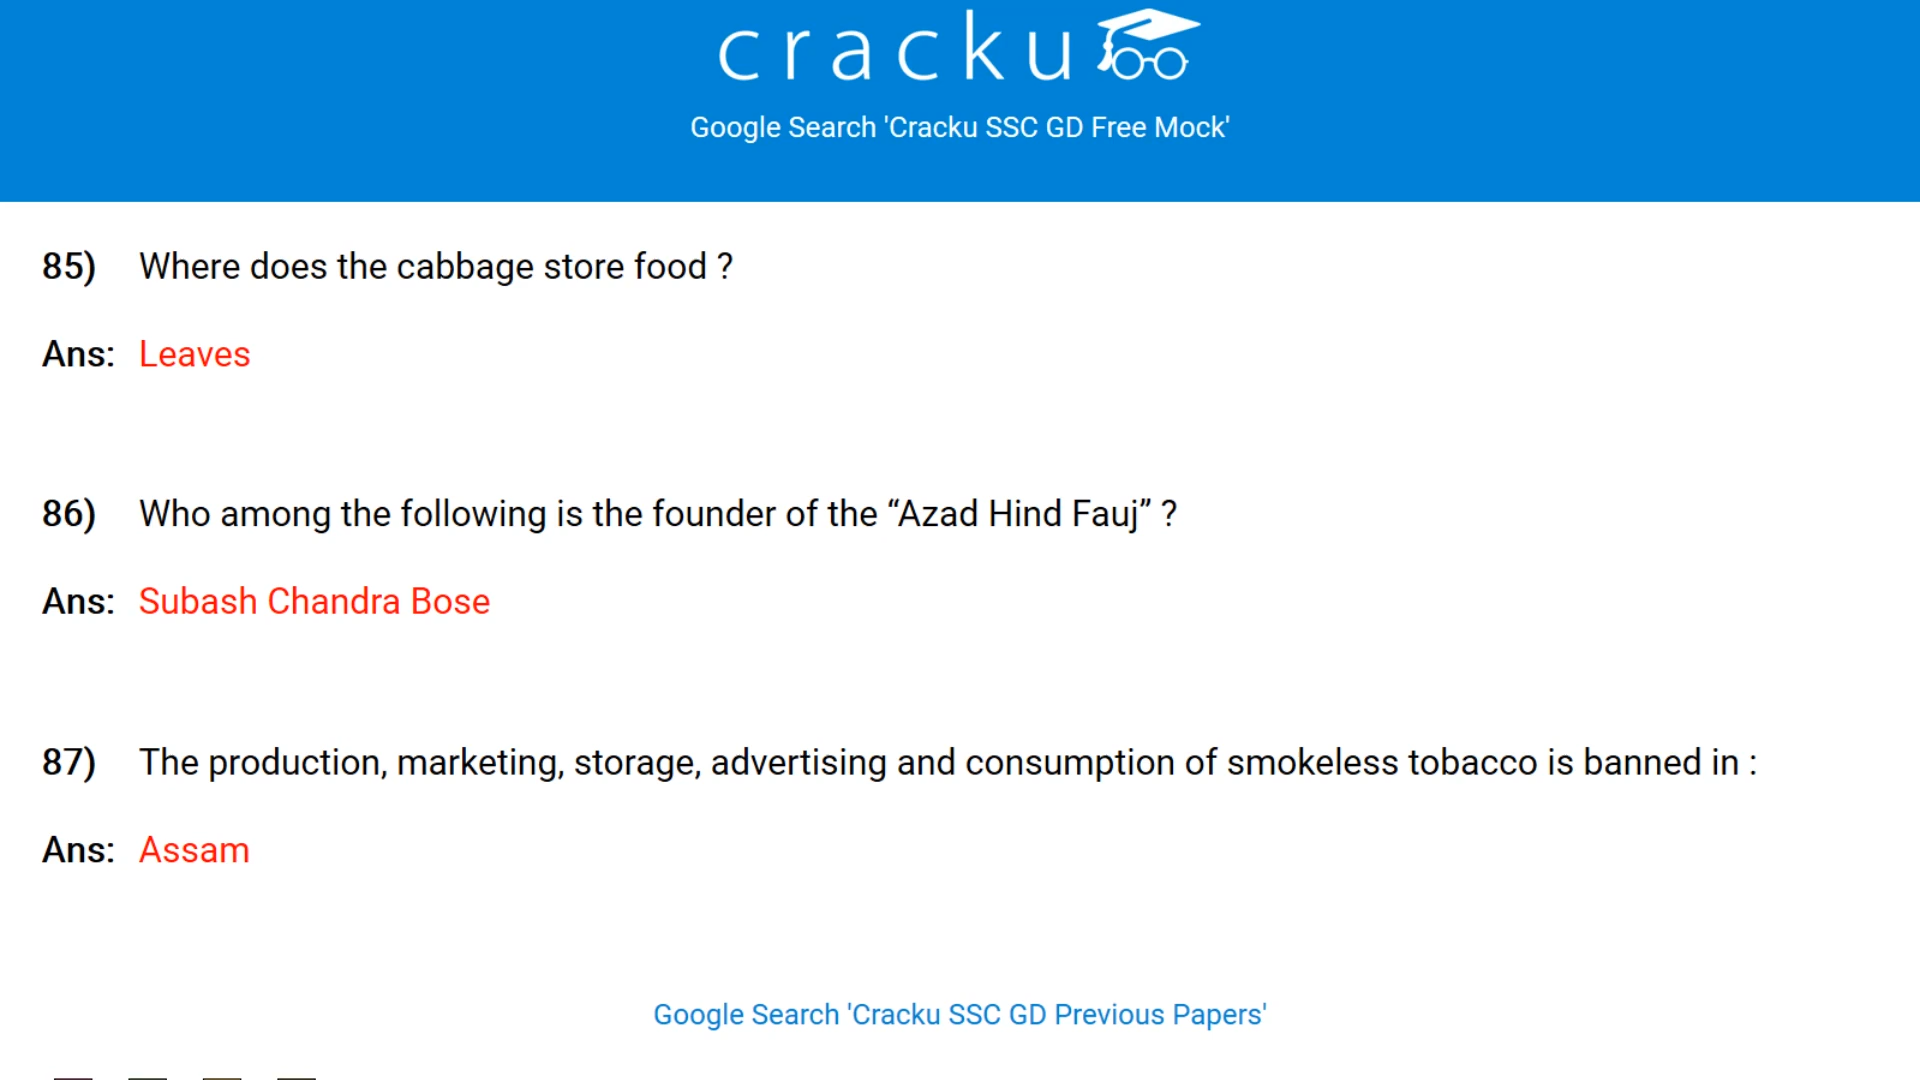 cracku
Google Search 'Cracku SSC GD Free Mock'
85) Where does the cabbage store food ?
Ans: Leaves
86) Who among the following is the founder of the “Azad Hind Fauj” ?
Ans: Subash Chandra Bose
87) The production, marketing, storage, advertising and consumption of smokeless tobacco is banned in :
Ans: Assam
Google Search 'Cracku SSC GD Previous Papers'